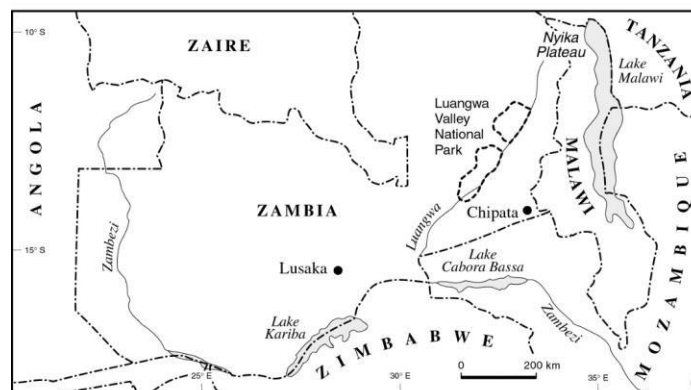 10°S
ZAIRE
Nyika
Plateau
TANZANIA
Lake
Malawi
Luangwa
Valley
National
Park
ANGOLA
MALAWI
ZAMBIA
Chipata
Luangwa
Zambezi
15°S
Lake
Cabora Bassa
Lusaka
Zambezi
MOZAMBIQUE
Lake
Kariba
ZIMBABWE
0 200 km
25°E
30°E
35°E